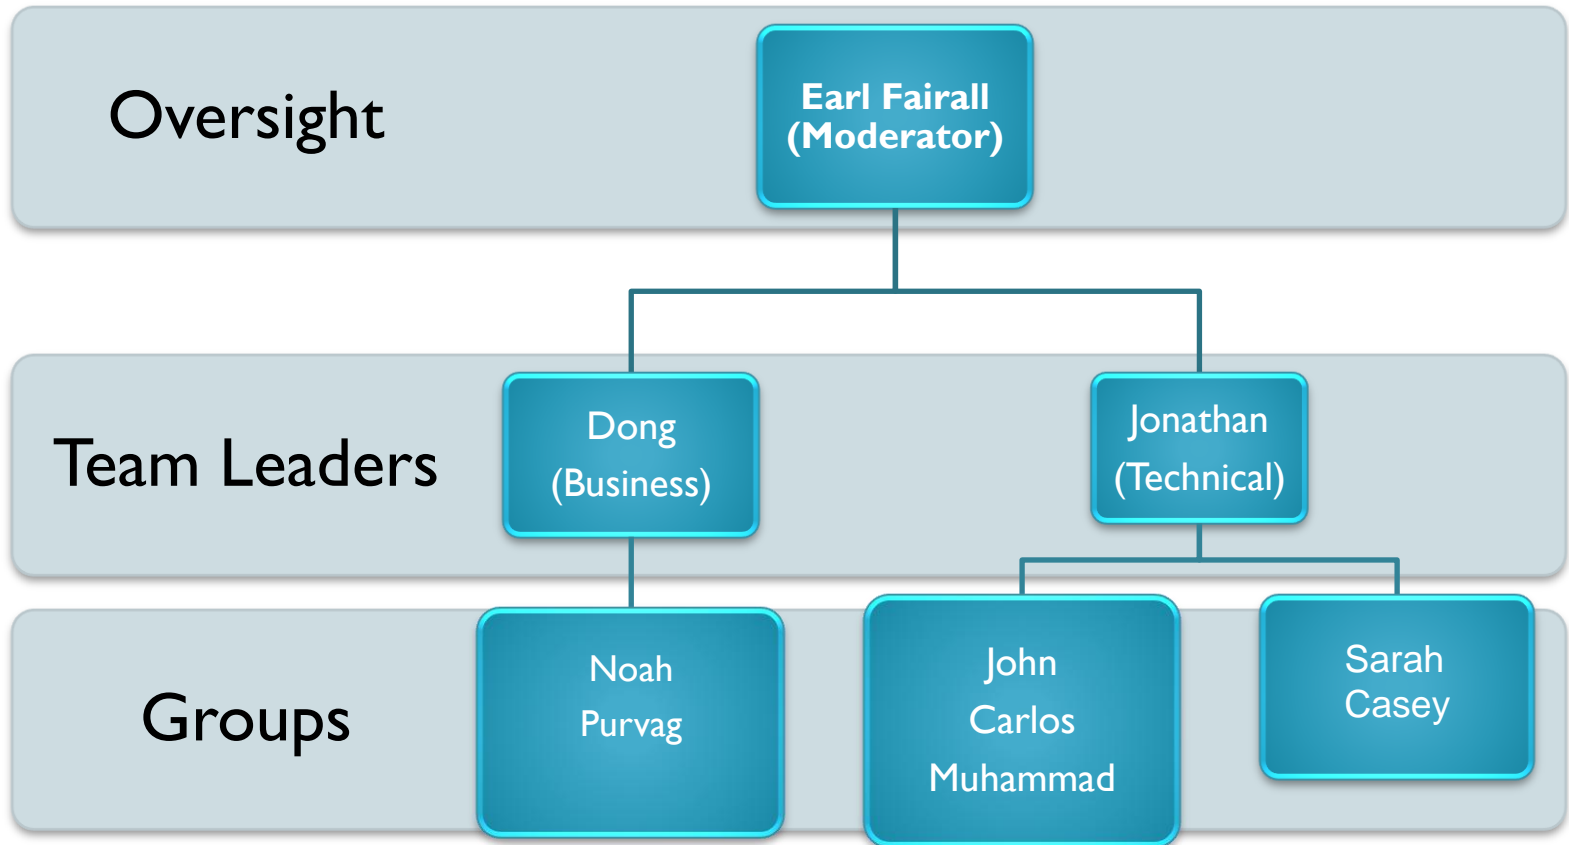 Oversight
Earl Fairall
(Moderator)
Team Leaders
Dong
(Business)
Jonathan
(Technical)
Groups
Noah
Purvag
John
Carlos
Muhammad
Sarah
Casey